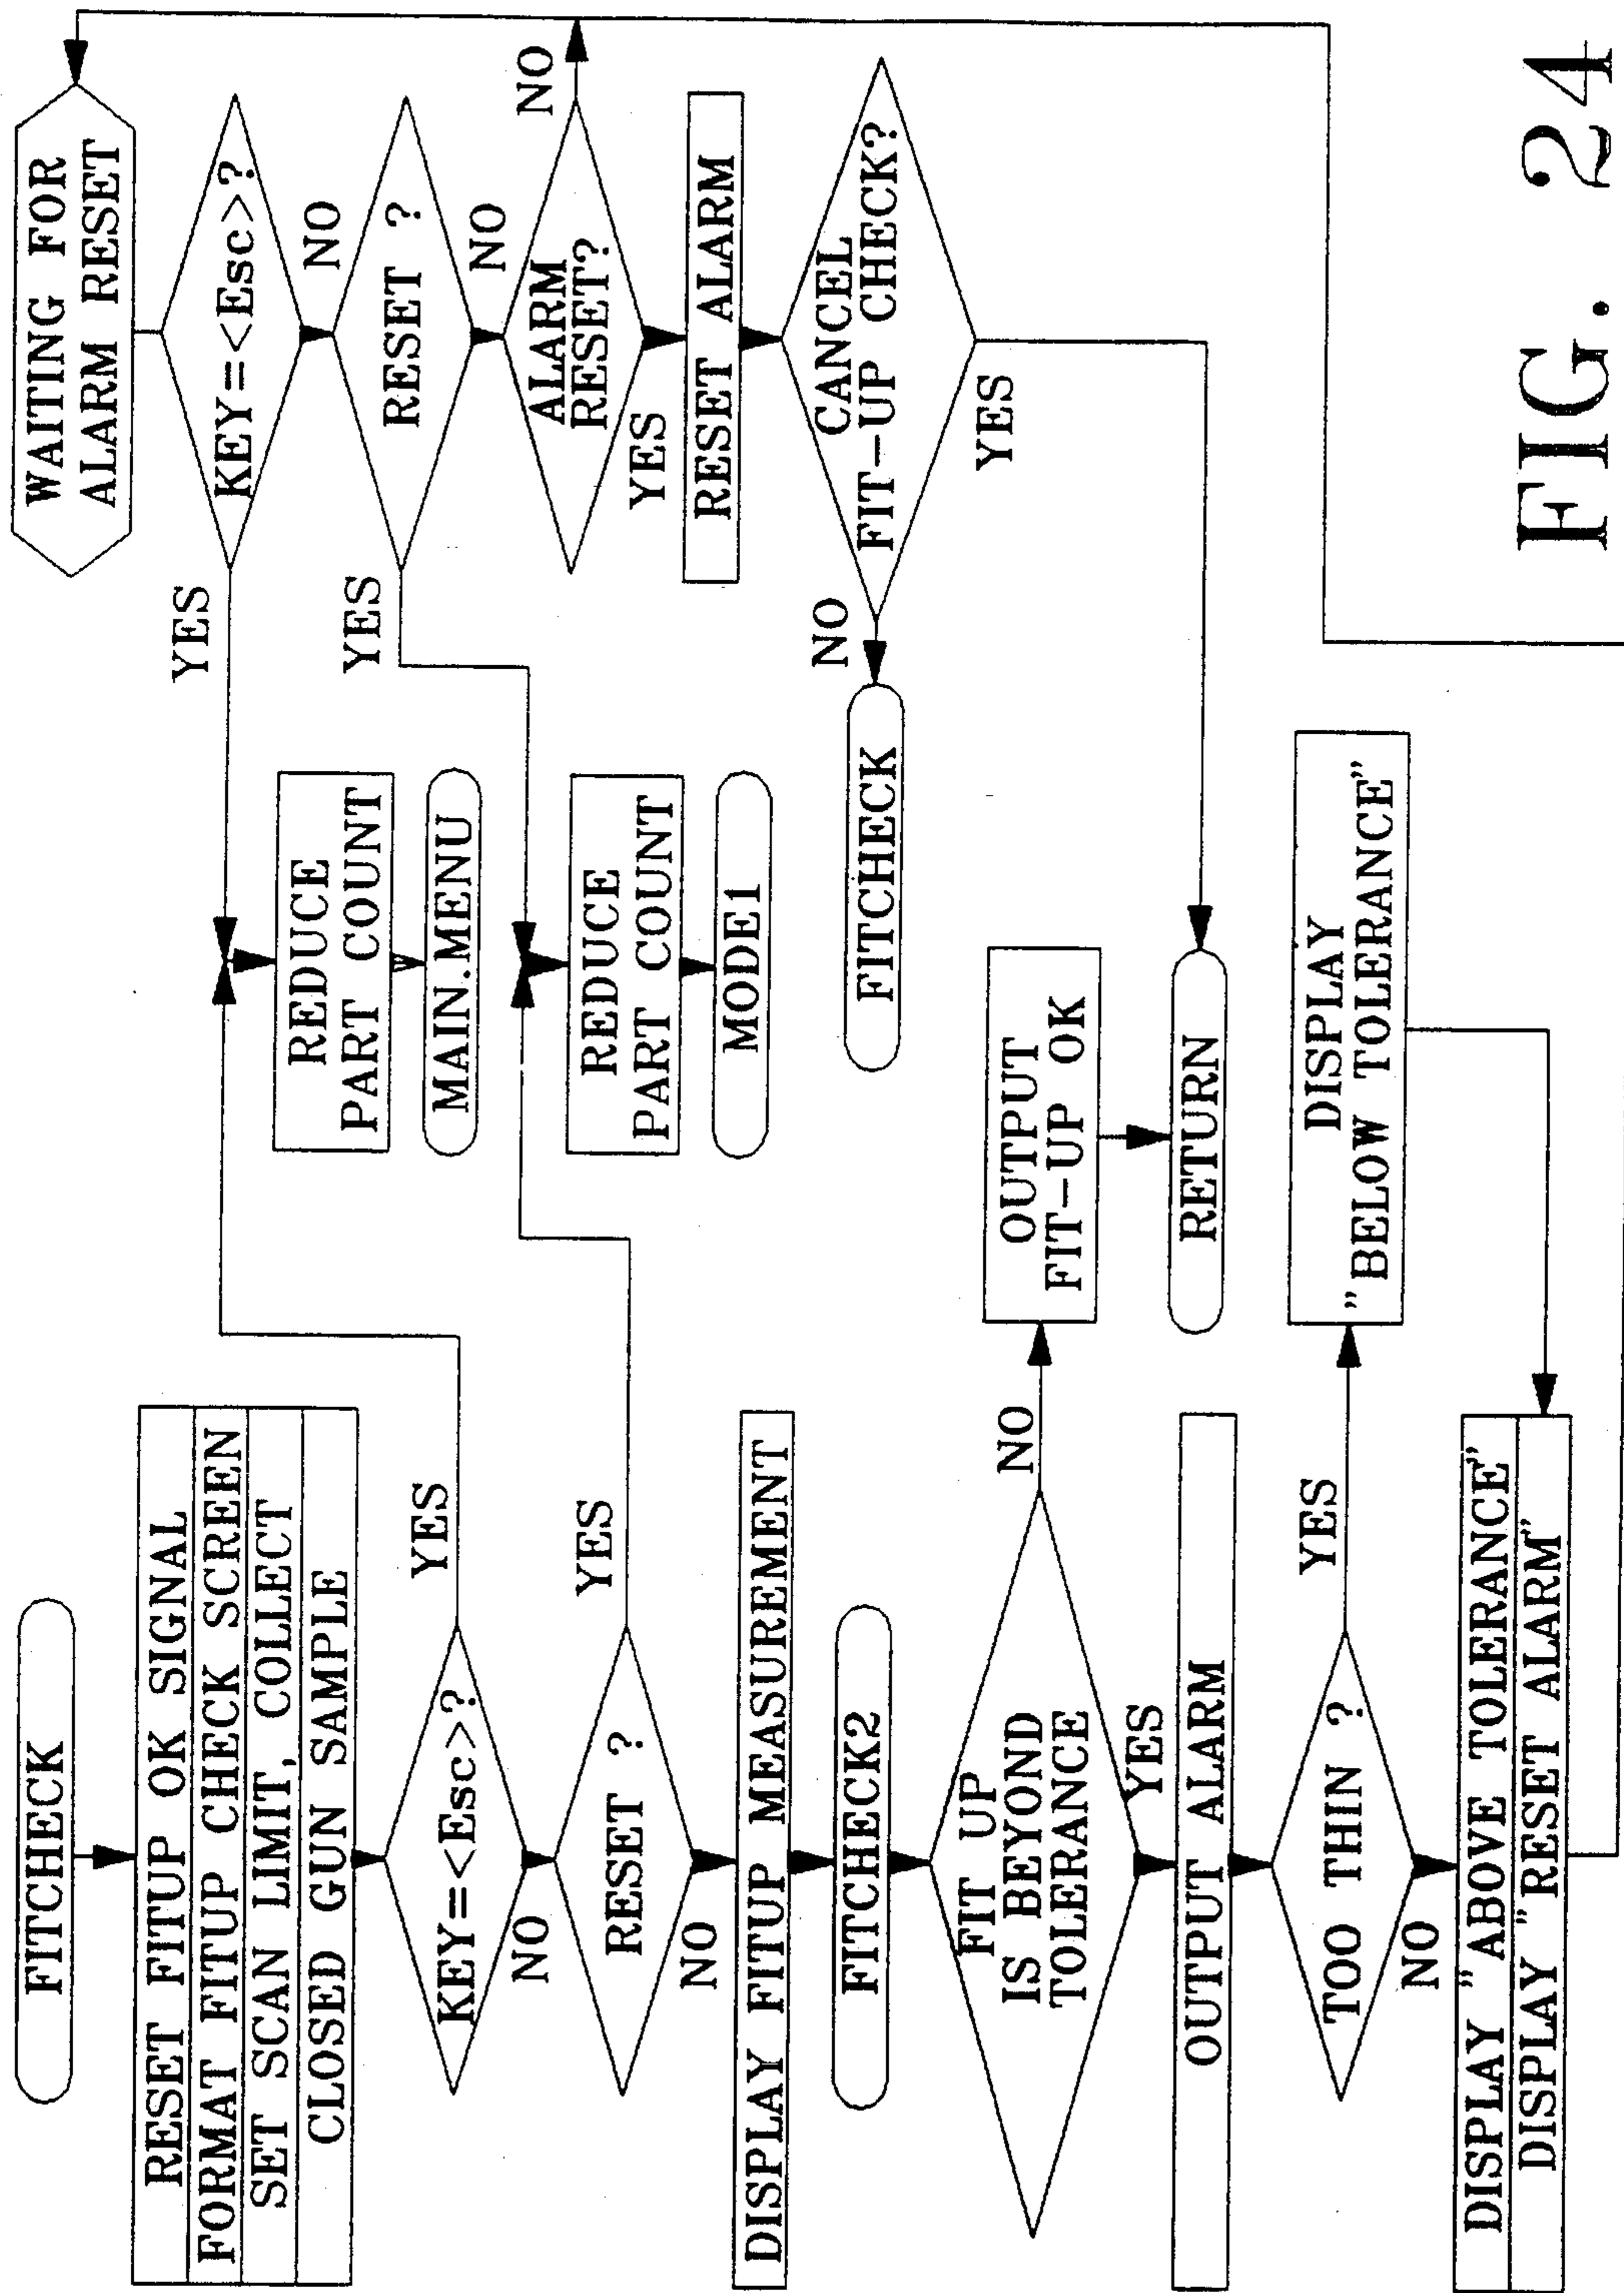 FITCHECK
RESET FITUP OK SIGNAL
FORMAT FITUP CHECK SCREEN
SET SCAN LIMIT, COLLECT
CLOSED GUN SAMPLE
KEY=<Esc>?
YES
NO
RESET ?
YES
NO
DISPLAY FITUP MEASUREMENT
FITCHECK2
FIT UP
IS BEYOND
TOLERANCE
NO
YES
OUTPUT ALARM
TOO THIN ?
YES
NO
DISPLAY "ABOVE TOLERANCE"
DISPLAY "RESET ALARM"
REDUCE
PART COUNT
MAIN.MENU
REDUCE
PART COUNT
MODE1
OUTPUT
FIT-UP OK
RETURN
DISPLAY
"BELOW TOLERANCE"
WAITING FOR
ALARM RESET
KEY=<Esc>?
YES
NO
RESET ?
YES
NO
ALARM
RESET?
NO
YES
RESET ALARM
CANCEL
FIT-UP CHECK?
NO
YES
FITCHECK
FIG. 24